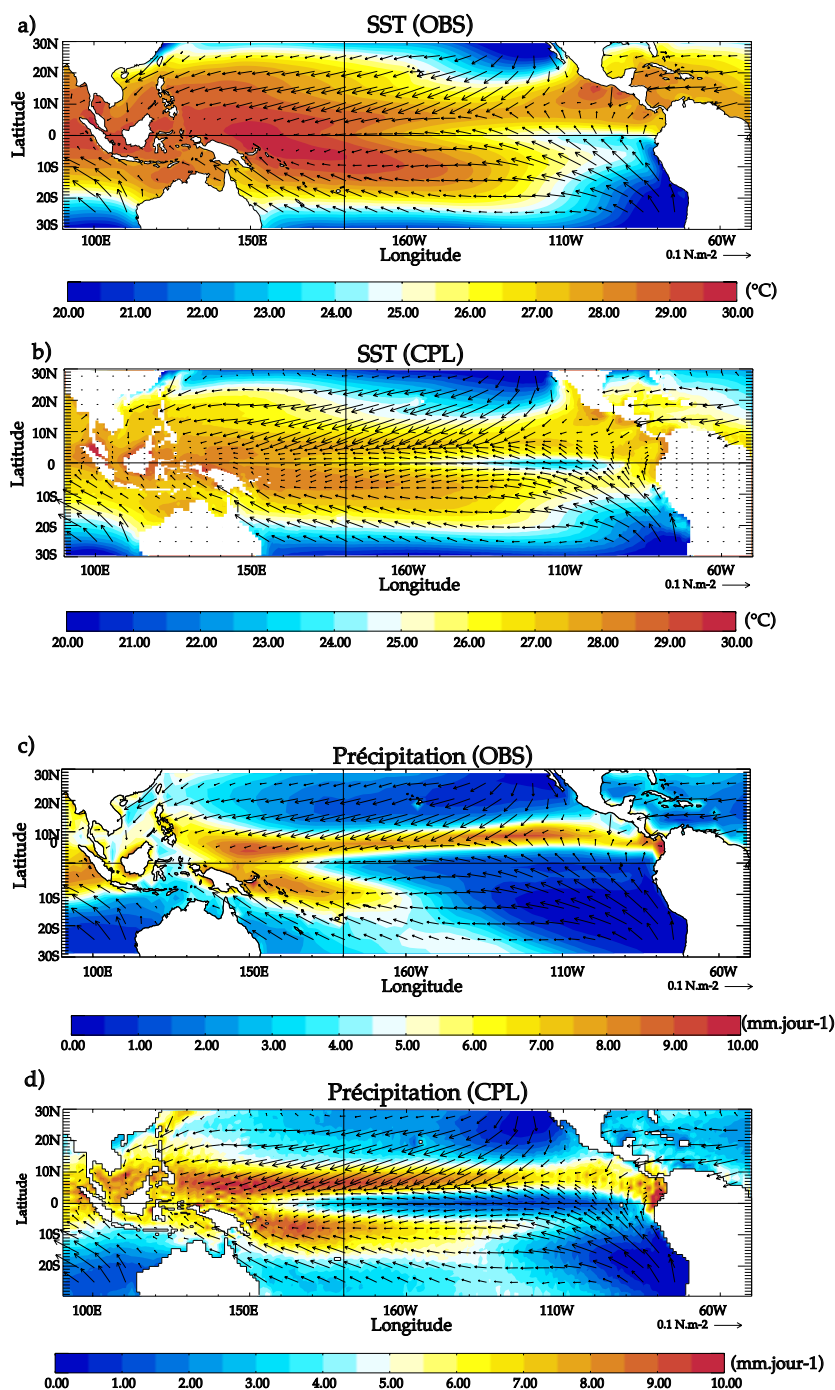 a)
SST (OBS)
Latitude
30N
20N
10N
0
10S
20S
30S
100E 150E 160W 110W 60W
Longitude
0.1 N.m-2
(°C)
20.00 21.00 22.00 23.00 24.00 25.00 26.00 27.00 28.00 29.00 30.00
b)
SST (CPL)
Latitude
30N
20N
10N
0
10S
20S
30S
100E 150E 160W 110W 60W
Longitude
0.1 N.m-2
(°C)
20.00 21.00 22.00 23.00 24.00 25.00 26.00 27.00 28.00 29.00 30.00
c)
Précipitation (OBS)
Latitude
30N
20N
10N
0
10S
20S
30S
100E 150E 160W 110W 60W
Longitude
0.1 N.m-2
(mm.jour-1)
0.00 1.00 2.00 3.00 4.00 5.00 6.00 7.00 8.00 9.00 10.00
d)
Précipitation (CPL)
Latitude
30N
20N
10N
0
10S
20S
100E 150E 160W 110W 60W
Longitude
0.1 N.m-2
(mm.jour-1)
0.00 1.00 2.00 3.00 4.00 5.00 6.00 7.00 8.00 9.00 10.00